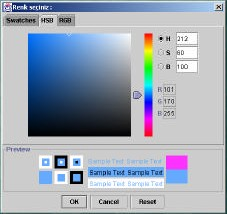 Renk seçiniz:
Swatches HSB RGB
H 212
S 60
B 100
R 101
G 170
B 255
Preview
Sample Text Sample Text
Sample Text Sample Text
Sample Text Sample Text
OK Cancel Reset